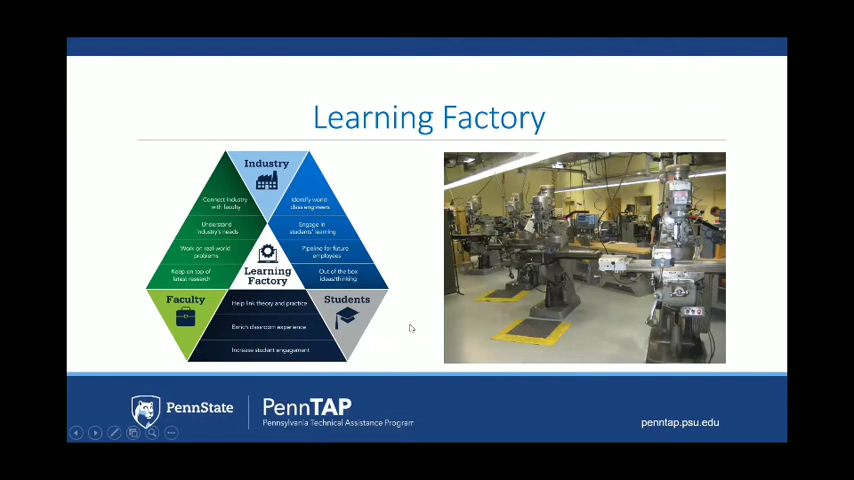 Learning Factory
Industry
Connect industry
with faculty
Understand
industry's needs
Work on real-world
problems
Keep on top of
latest research
Identify world-
class engineers
Engage in
students' learning
Pipeline for future
employees
Out of the box
ideas/thinking
Learning
Factory
Faculty
Students
Help link theory and practice
Enrich classroom experience
Increase student engagement
PennState
PennTAP
Pennsylvania Technical Assistance Program
penntap.psu.edu